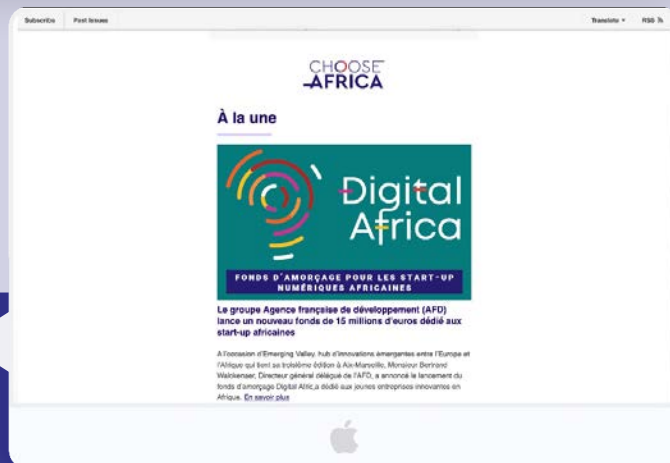 Subscribe Past Issues Translate RSS
CHOOSE
AFRICA
À la une
Digital
Africa
FONDS D'AMORÇAGE POUR LES START-UP
NUMÉRIQUES AFRICAINES
Le groupe Agence française de développement (AFD)
lance un nouveau fonds de 15 millions d'euros dédié aux
start-up africaines
A l'occasion d'Emerging Valley, hub d'innovations émergentes entre l'Europe et
l'Afrique qui tient sa troisième édition à Aix-Marseille, Monsieur Bertrand
Walckenaer, Directeur général délégué de l'AFD, a annoncé le lancement du
fonds d'amorçage Digital Afric,a dédié aux jeunes entreprises innovantes en
Afrique. En savoir plus